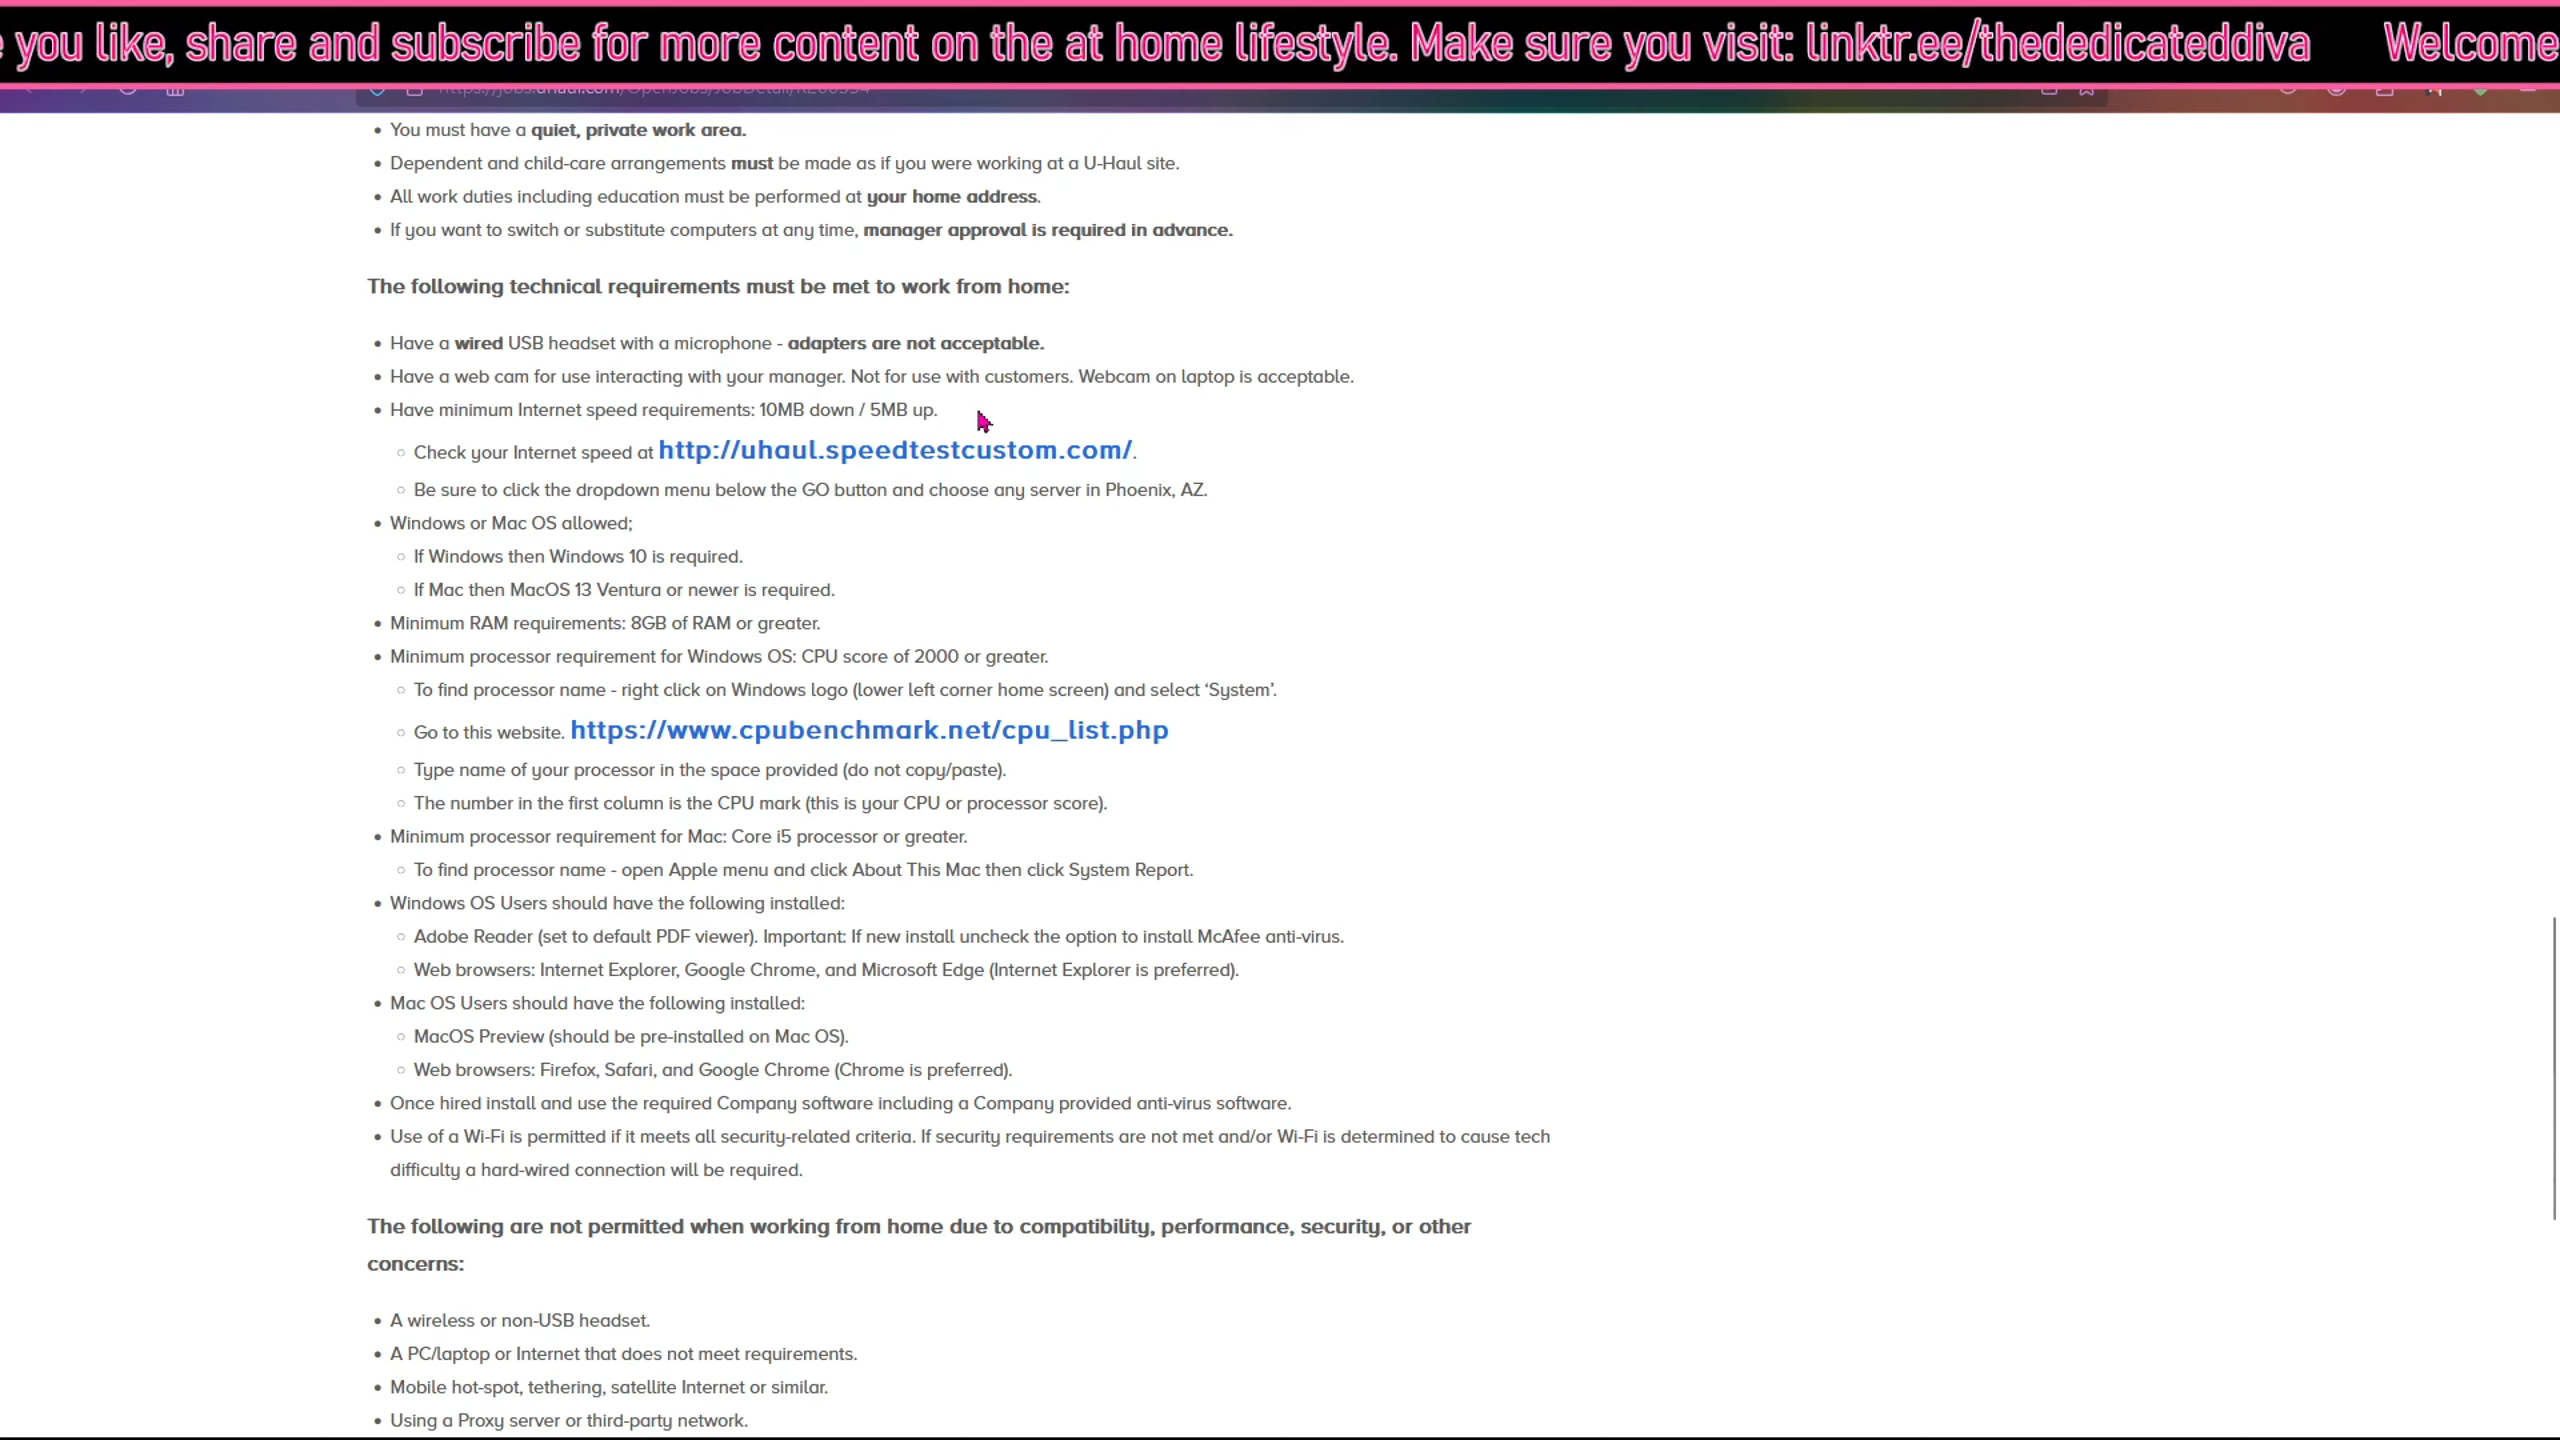 you like, share and subscribe for more content on the at home lifestyle. Make sure you visit: linktr.ee/thededicateddiva Welcome
• You must have a quiet, private work area.
• Dependent and child-care arrangements must be made as if you were working at a U-Haul site.
• All work duties including education must be performed at your home address.
• If you want to switch or substitute computers at any time, manager approval is required in advance.
The following technical requirements must be met to work from home:
• Have a wired USB headset with a microphone - adapters are not acceptable.
• Have a web cam for use interacting with your manager. Not for use with customers. Webcam on laptop is acceptable.
• Have minimum Internet speed requirements: 10MB down / 5MB up.
○ Check your Internet speed at http://uhaul.speedtestcustom.com/.
○ Be sure to click the dropdown menu below the GO button and choose any server in Phoenix, AZ.
• Windows or Mac OS allowed;
○ If Windows then Windows 10 is required.
○ If Mac then MacOS 13 Ventura or newer is required.
• Minimum RAM requirements: 8GB of RAM or greater.
• Minimum processor requirement for Windows OS: CPU score of 2000 or greater.
○ To find processor name - right click on Windows logo (lower left corner home screen) and select ‘System’.
○ Go to this website. https://www.cpubenchmark.net/cpu_list.php
○ Type name of your processor in the space provided (do not copy/paste).
○ The number in the first column is the CPU mark (this is your CPU or processor score).
• Minimum processor requirement for Mac: Core i5 processor or greater.
○ To find processor name - open Apple menu and click About This Mac then click System Report.
• Windows OS Users should have the following installed:
○ Adobe Reader (set to default PDF viewer). Important: If new install uncheck the option to install McAfee anti-virus.
○ Web browsers: Internet Explorer, Google Chrome, and Microsoft Edge (Internet Explorer is preferred).
• Mac OS Users should have the following installed:
○ MacOS Preview (should be pre-installed on Mac OS).
○ Web browsers: Firefox, Safari, and Google Chrome (Chrome is preferred).
• Once hired install and use the required Company software including a Company provided anti-virus software.
• Use of a Wi-Fi is permitted if it meets all security-related criteria. If security requirements are not met and/or Wi-Fi is determined to cause tech
difficulty a hard-wired connection will be required.
The following are not permitted when working from home due to compatibility, performance, security, or other
concerns:
• A wireless or non-USB headset.
• A PC/laptop or Internet that does not meet requirements.
• Mobile hot-spot, tethering, satellite Internet or similar.
• Using a Proxy server or third-party network.